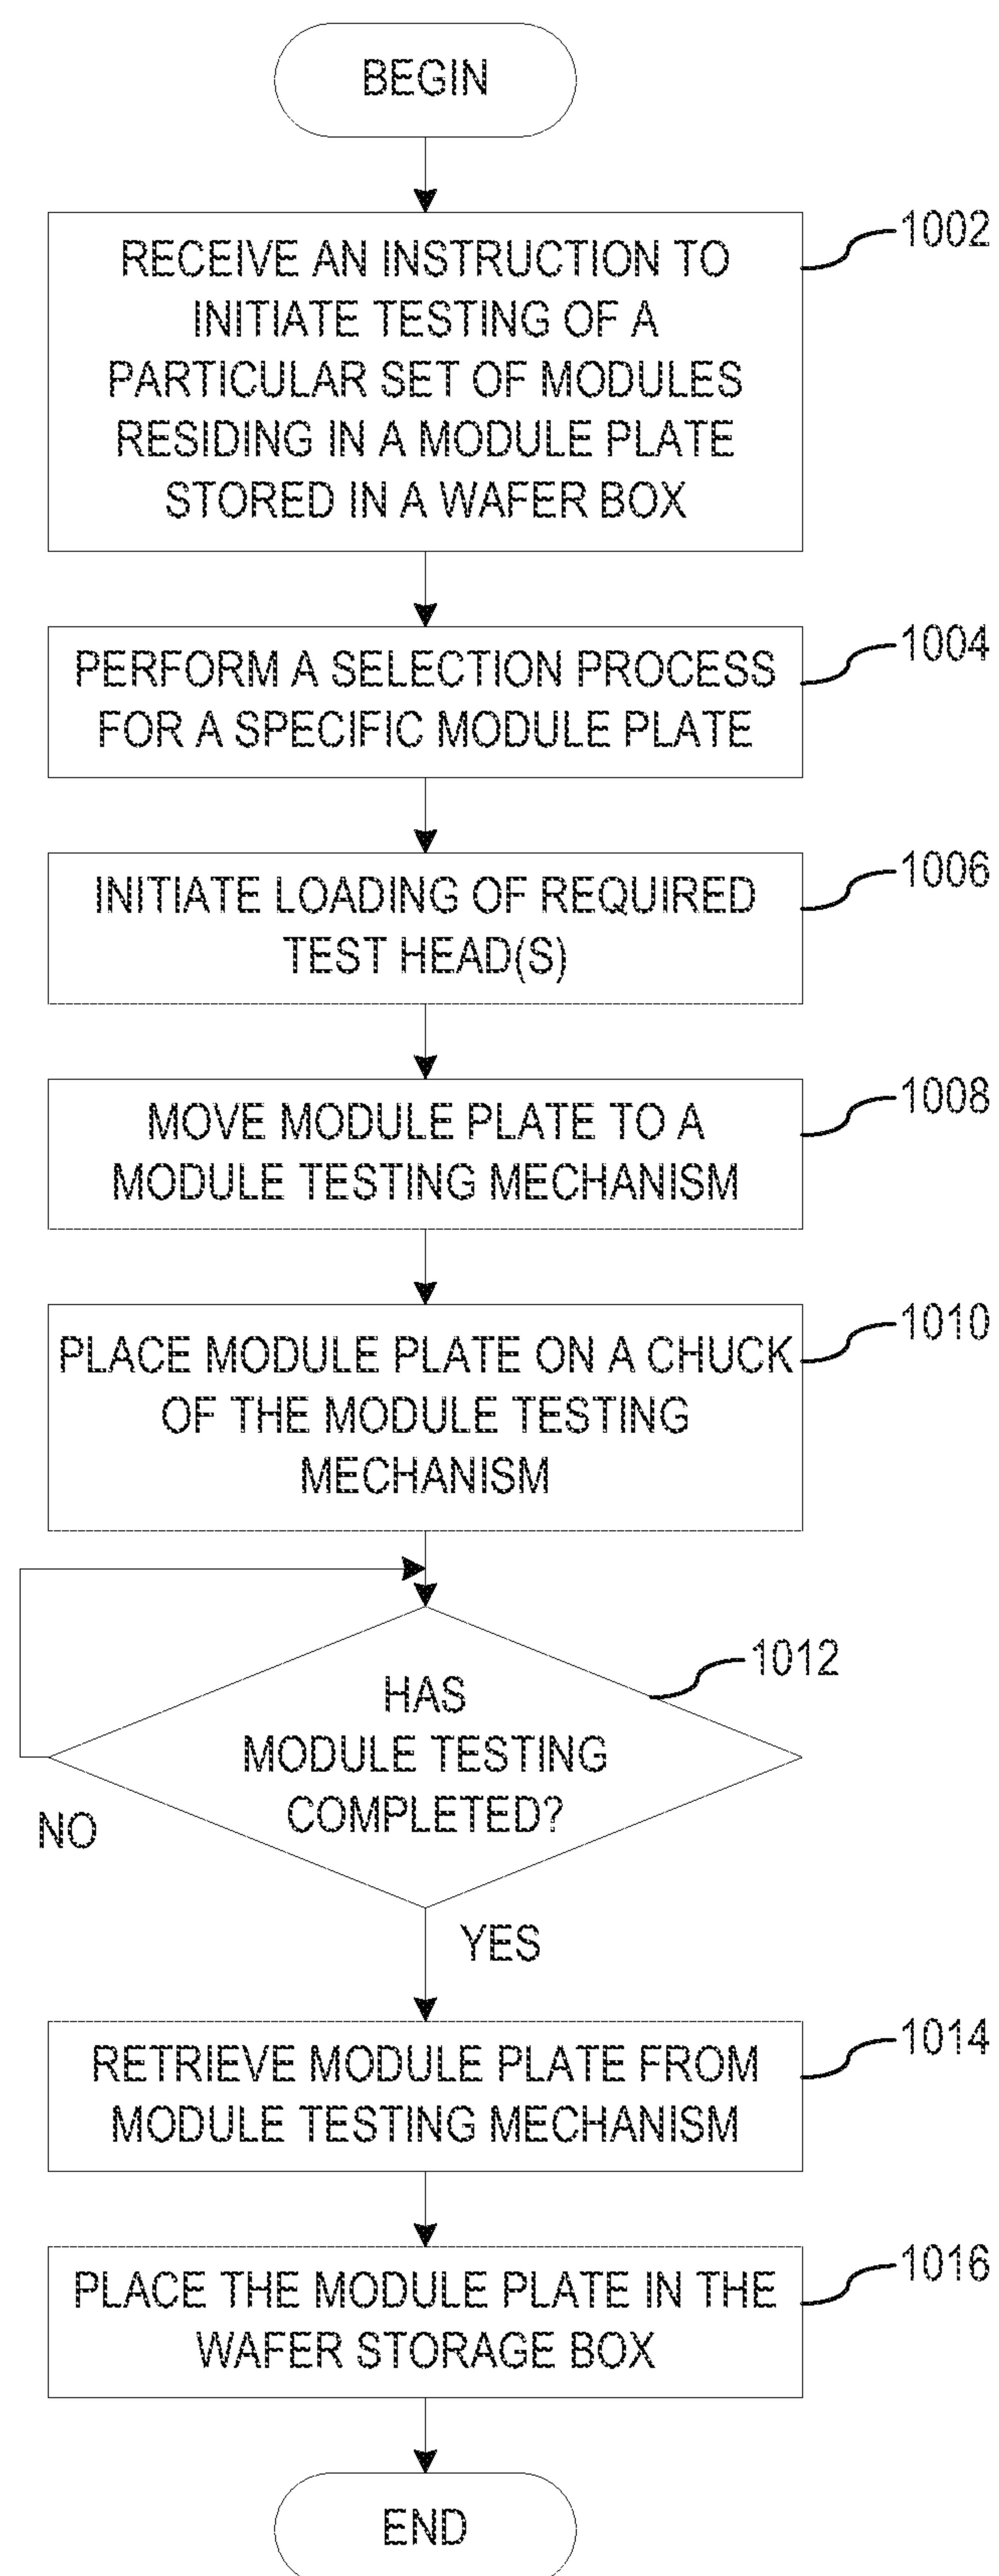 BEGIN
RECEIVE AN INSTRUCTION TO
INITIATE TESTING OF A
PARTICULAR SET OF MODULES
RESIDING IN A MODULE PLATE
STORED IN A WAFER BOX
1002
PERFORM A SELECTION PROCESS
FOR A SPECIFIC MODULE PLATE
1004
INITIATE LOADING OF REQUIRED
TEST HEAD(S)
1006
MOVE MODULE PLATE TO A
MODULE TESTING MECHANISM
1008
PLACE MODULE PLATE ON A CHUCK
OF THE MODULE TESTING
MECHANISM
1010
HAS
MODULE TESTING
COMPLETED?
1012
NO
YES
RETRIEVE MODULE PLATE FROM
MODULE TESTING MECHANISM
1014
PLACE THE MODULE PLATE IN THE
WAFER STORAGE BOX
1016
END